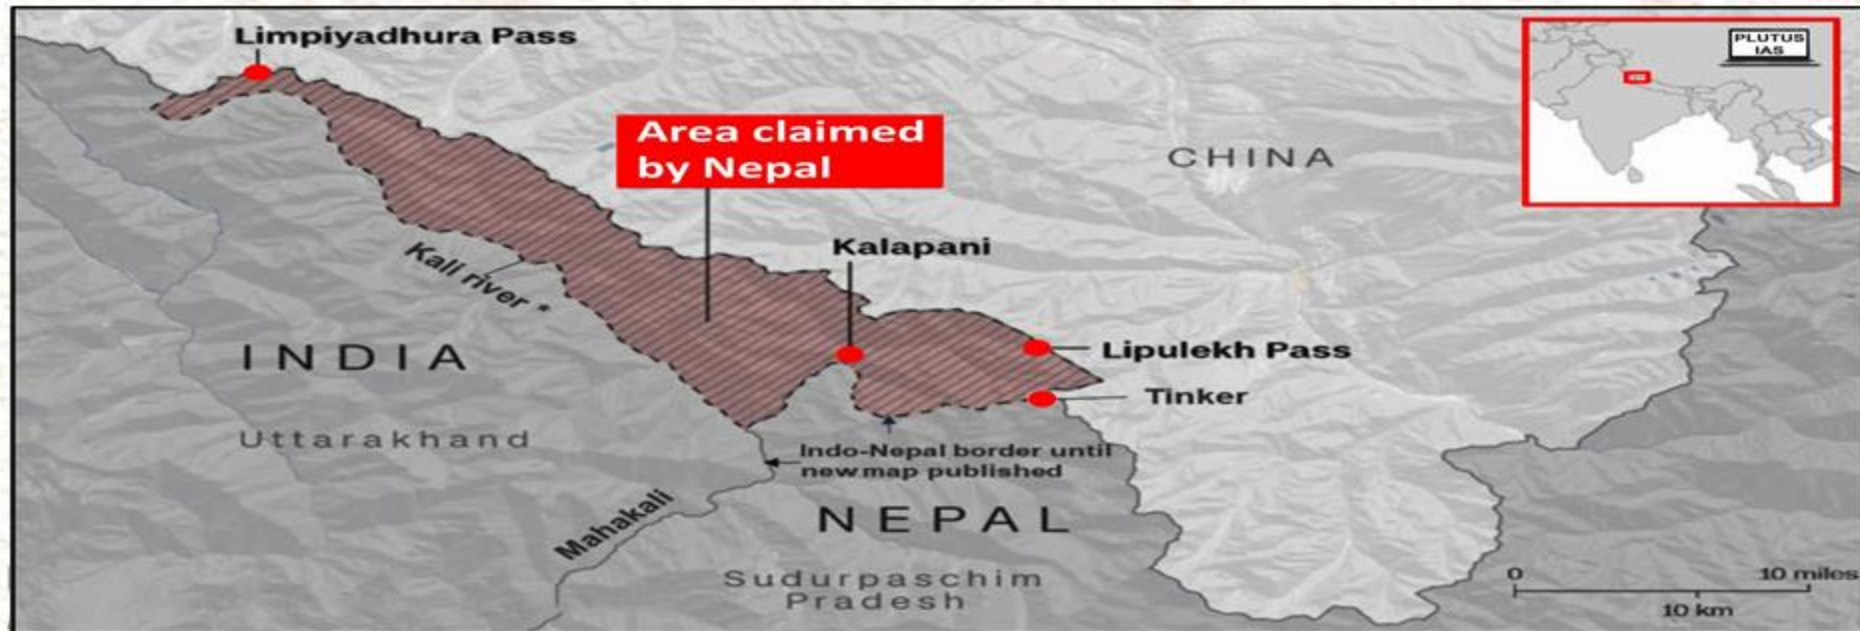 Limpiyadhura Pass
PLUTUS
IAS
Area claimed
by Nepal
CHINA
Kalapani
Kali river *
INDIA
Lipulekh Pass
Tinker
Uttarakhand
Indo-Nepal border until
new map published
Mahakali
NEPAL
Sudurpaschim
Pradesh
0 10 miles
10 km